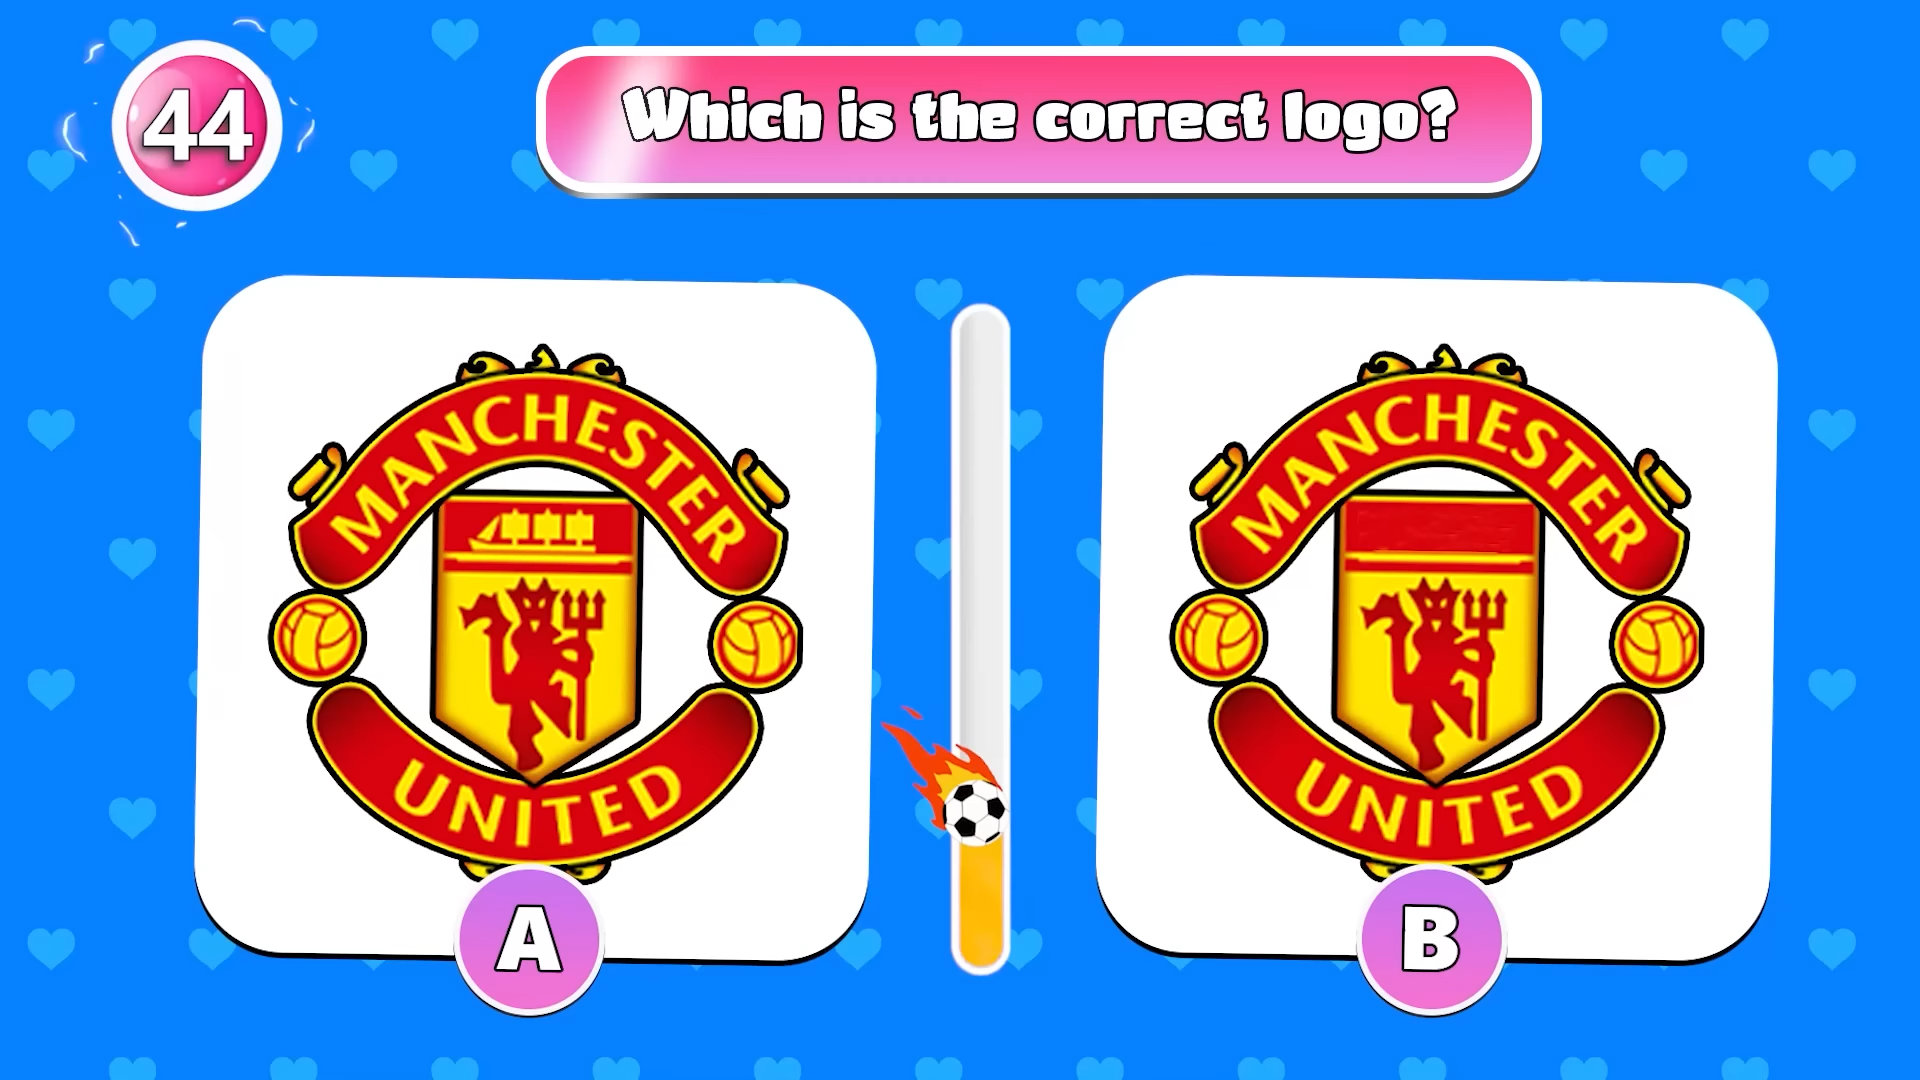 44
Which is the correct logo?
MANCHESTER
UNITED
A
MANCHESTER
UNITED
B